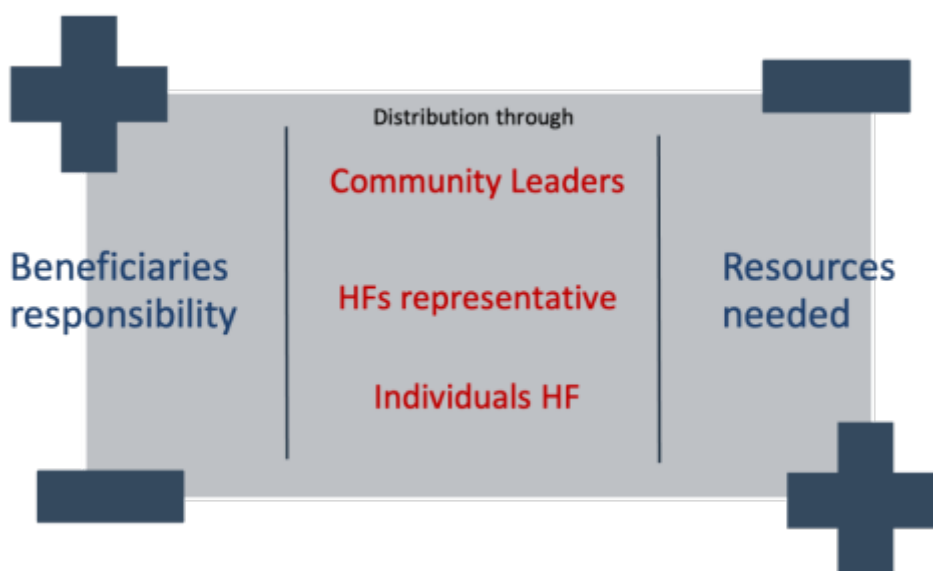 Distribution through
Community Leaders
Beneficiaries
responsibility
HFs representative
Resources
needed
Individuals HF